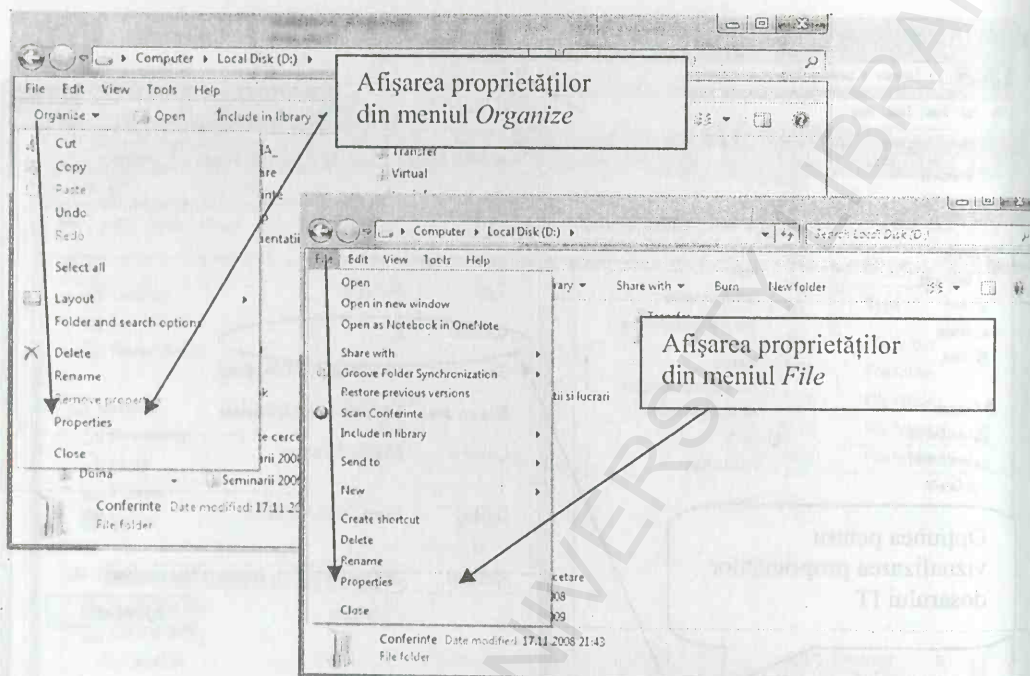 Computer ▸ Local Disk (D:) ▸
File Edit View Tools Help
Organize Open Include in library
Afişarea proprietăţilor
din meniul Organize
Cut
Copy
Paste
Undo
Redo
Select all
Layout
Folder and search options
Delete
Rename
Remove properties
Properties
Close
Transfer
Virtual
Doina
Seminarii
Conferinte Date modified: 17.11
File folder
Computer ▸ Local Disk (D:) ▸
Search Local Disk (D:)
File Edit View Tools Help
Share with Burn New folder
Open
Open in new window
Open as Notebook in OneNote
Share with
Groove Folder Synchronization
Restore previous versions
Scan Conferinte
Include in library
Send to
New
Create shortcut
Delete
Rename
Properties
Close
Afişarea proprietăţilor
din meniul File
Conferinte Date modified: 17.11.2008 21:43
File folder
Opţiunea pentru
vizualizarea proprietăţilor
dosarului IT
UNIVERSITY LIBRARY